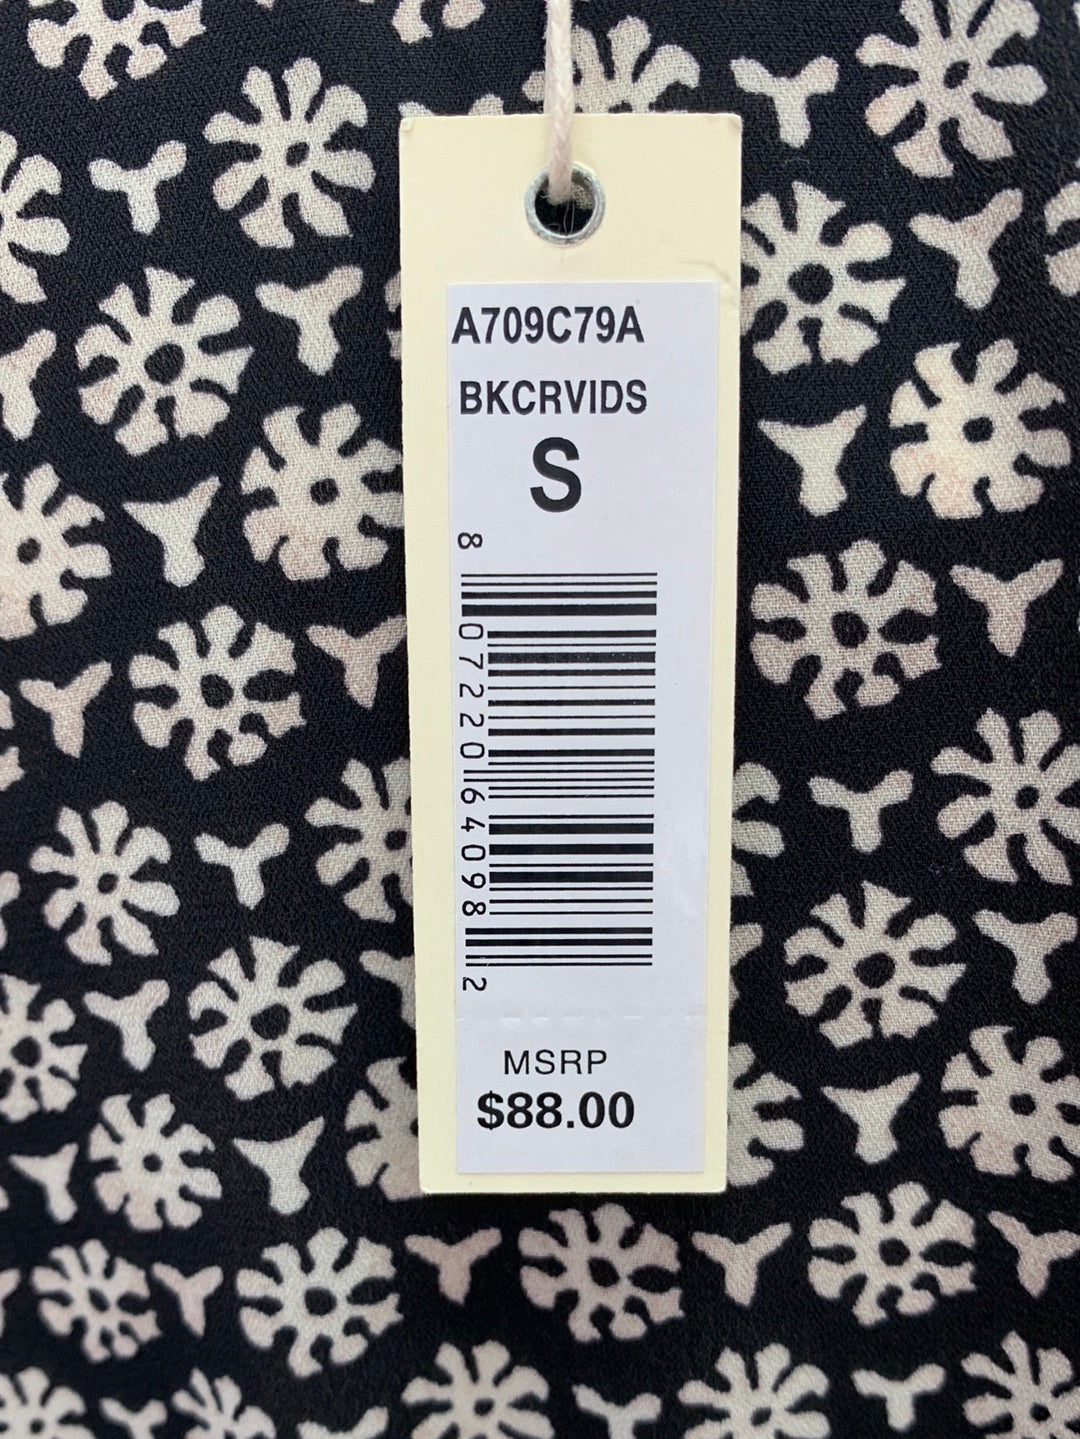 A709C79A
BKCRVIDS
S
8 07220 64098 2
MSRP
$88.00